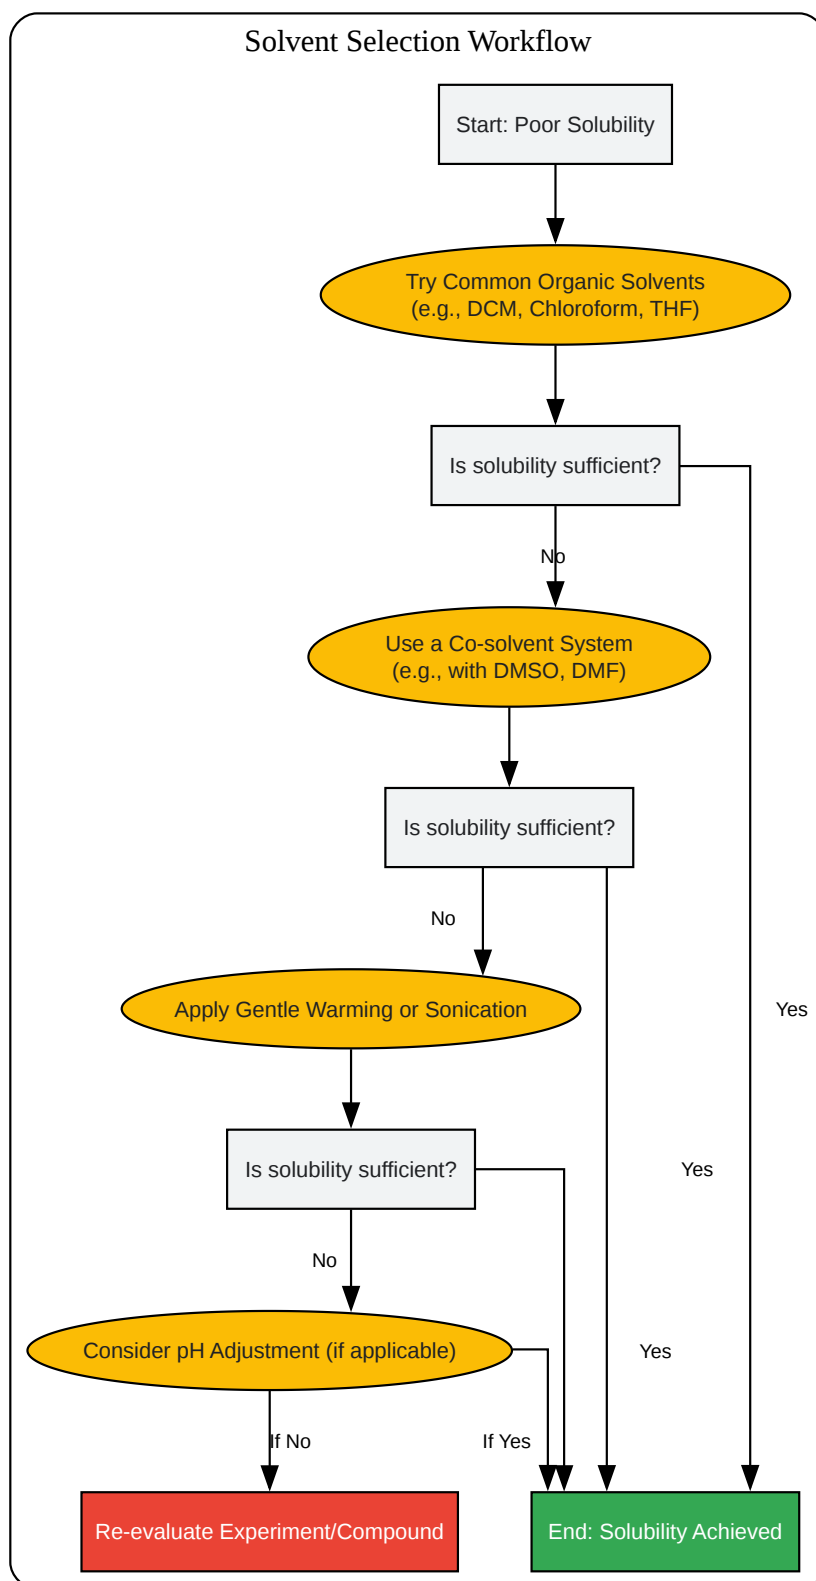 Solvent Selection Workflow
Start: Poor Solubility
Try Common Organic Solvents
(e.g., DCM, Chloroform, THF)
Is solubility sufficient?
No
Use a Co-solvent System
(e.g., with DMSO, DMF)
Is solubility sufficient?
No
Apply Gentle Warming or Sonication
Yes
Is solubility sufficient?
Yes
No
Consider pH Adjustment (if applicable)
Yes
If No
If Yes
Re-evaluate Experiment/Compound
End: Solubility Achieved